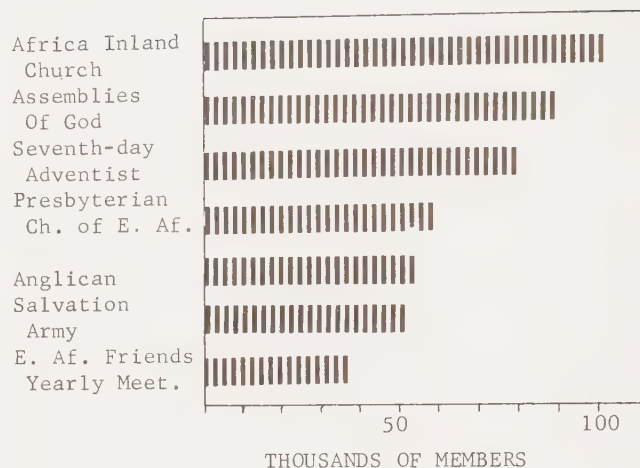 Africa Inland
Church
Assemblies
Of God
Seventh-day
Adventist
Presbyterian
Ch. of E. Af.
Anglican
Salvation
Army
E. Af. Friends
Yearly Meet.
50
100
THOUSANDS OF MEMBERS